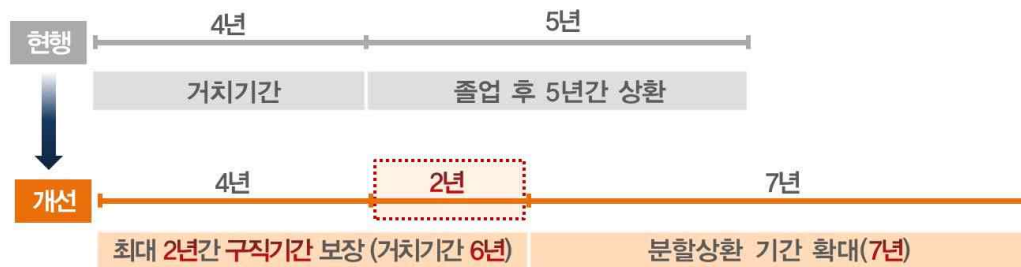 현행
4년
5년
거치기간
졸업 후 5년간 상환
개선
4년
2년
7년
최대 2년간 구직기간 보장 (거치기간 6년)
분할상환 기간 확대(7년)